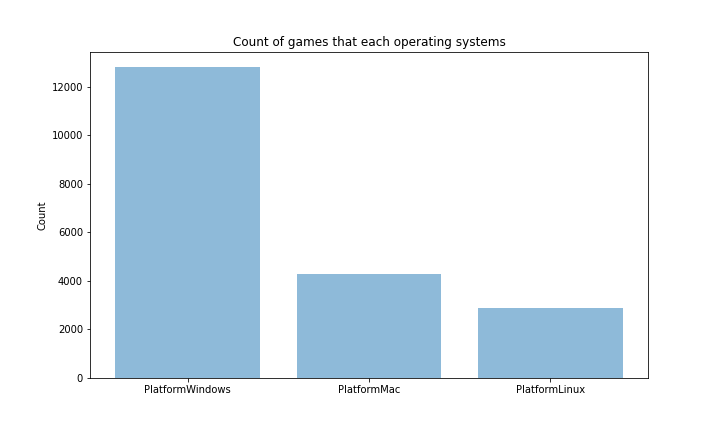 Count of games that each operating systems
12000
10000
8000
6000
4000
2000
0
Count
PlatformWindows
PlatformMac
PlatformLinux